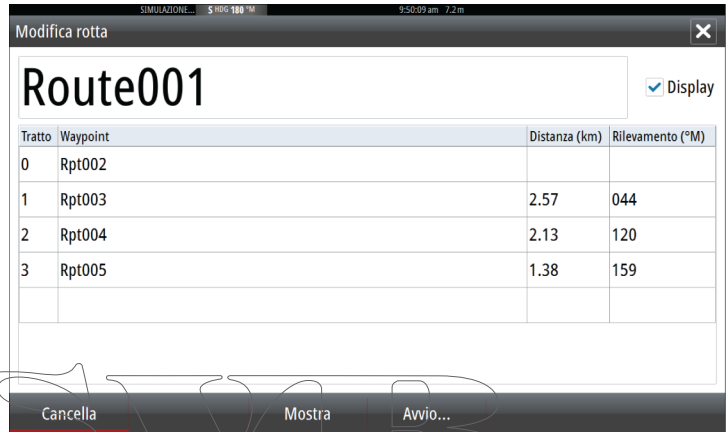 SIMULAZIONE... S HDG 180 °M 9:50:09 am 7.2 m
Modifica rotta
Route001 Display
Tratto Waypoint Distanza (km) Rilevamento (°M)
0 Rpt002
1 Rpt003 2.57 044
2 Rpt004 2.13 120
3 Rpt005 1.38 159
Cancella Mostra Avvio...